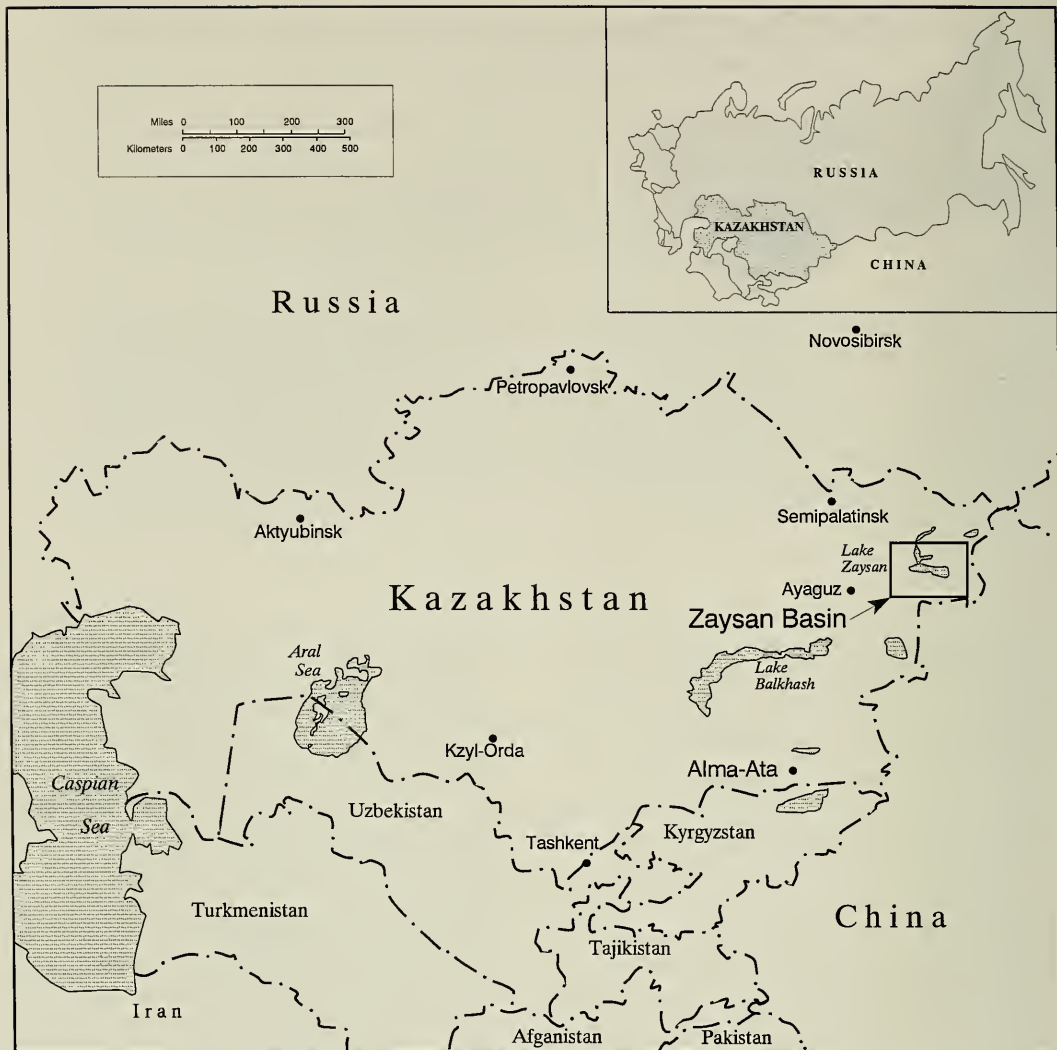 Miles 0 100 200 300
Kilometers 0 100 200 300 400 500
RUSSIA
KAZAKHSTAN
CHINA
Russia
Novosibirsk
Petropavlovsk
Semipalatinsk
Aktyubinsk
Lake
Zaysan
Ayaguz
Kazakhstan
Zaysan Basin
Aral
Sea
Lake
Balkhash
Kzyl-Orda
Alma-Ata
Caspian
Sea
Uzbekistan
Kyrgyzstan
Tashkent
Turkmenistan
China
Tajikistan
Iran
Afganistan
Pakistan